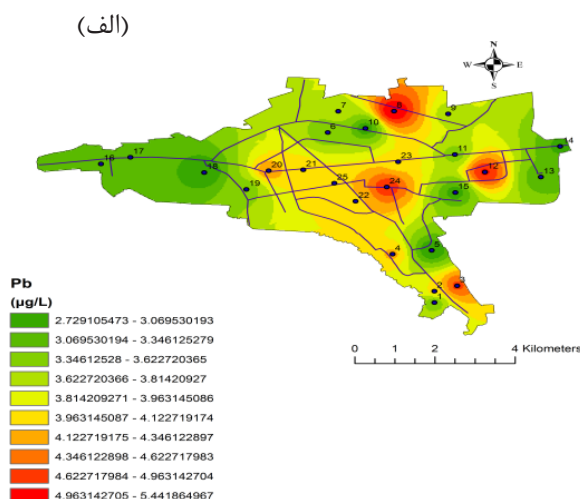 (الف)
N
W E
S
7
8
9
10
6
14
11
23
17
16
18
20
21
12
13
25
19
24
15
22
5
4
3
2
1
Pb
(µg/L)
2.729105473 - 3.069530193
3.069530194 - 3.346125279
3.34612528 - 3.622720365
3.622720366 - 3.81420927
3.814209271 - 3.963145086
3.963145087 - 4.122719174
4.122719175 - 4.346122897
4.346122898 - 4.622717983
4.622717984 - 4.963142704
4.963142705 - 5.441864967
0 1 2 4 Kilometers